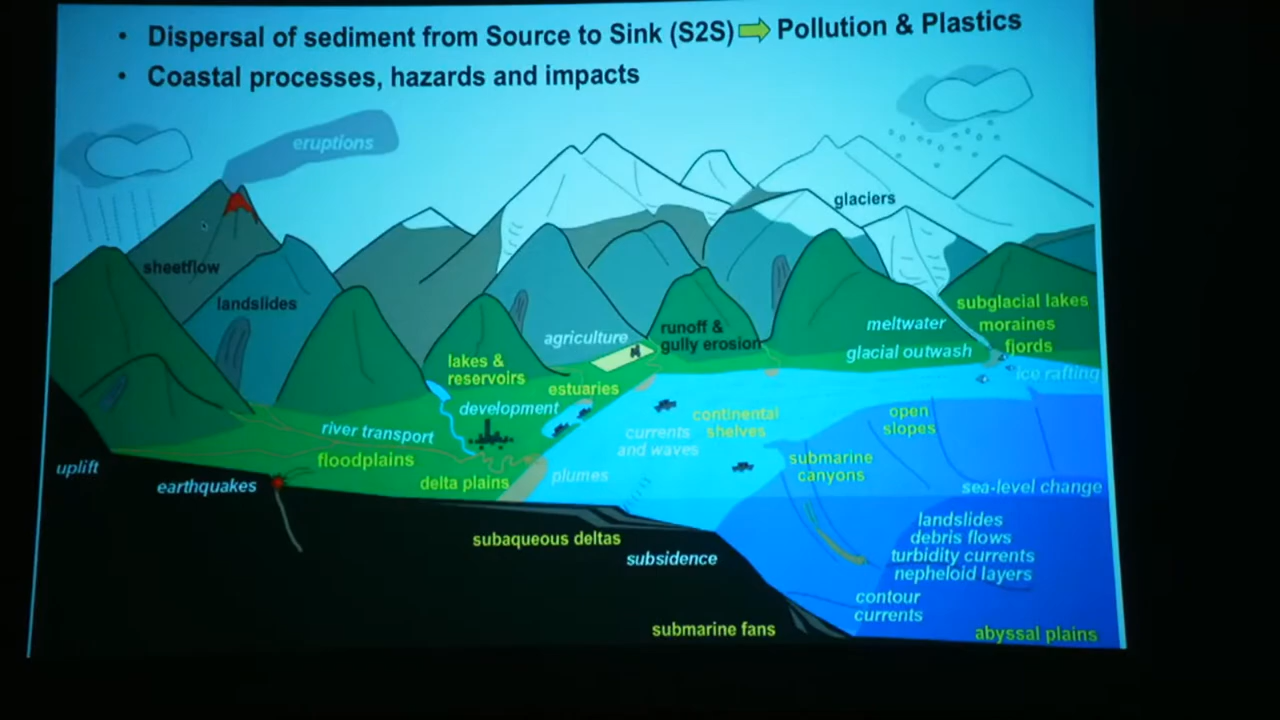 • Dispersal of sediment from Source to Sink (S2S) Pollution & Plastics
• Coastal processes, hazards and impacts
eruptions
glaciers
sheetflow
landslides
subglacial lakes
moraines
fjords
meltwater
glacial outwash
ice rafting
agriculture
runoff &
gully erosion
lakes &
reservoirs
estuaries
development
continental
shelves
currents
and waves
open
slopes
river transport
floodplains
delta plains
plumes
submarine
canyons
sea-level change
uplift
earthquakes
subaqueous deltas
subsidence
landslides
debris flows
turbidity currents
nepheloid layers
contour
currents
submarine fans
abyssal plains